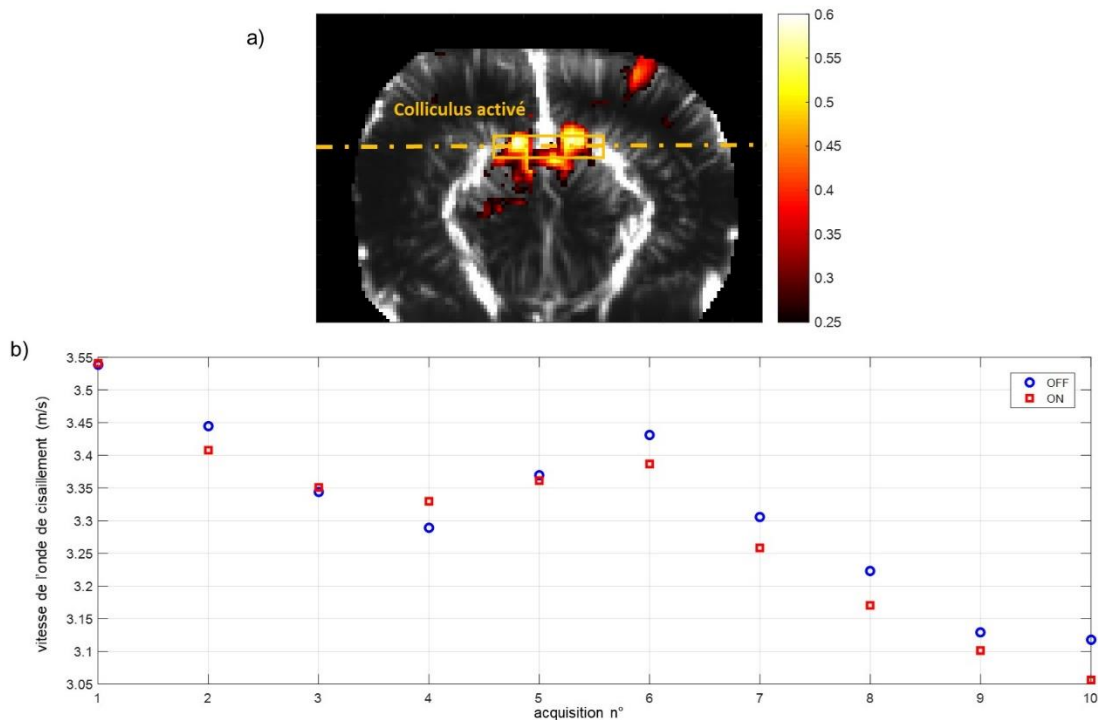 a)
Colliculus activé
0.6
0.55
0.5
0.45
0.4
0.35
0.3
0.25
b)
vitesse de l'onde de cisaillement (m/s)
3.55
3.5
3.45
3.4
3.35
3.3
3.25
3.2
3.15
3.1
3.05
OFF
ON
1 2 3 4 5 6 7 8 9 10
acquisition n°